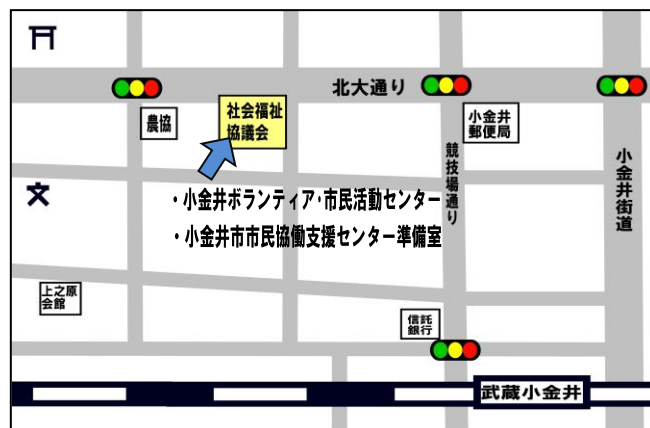 北大通り
農協
社会福祉
協議会
小金井
郵便局
競技場通り
小金井街道
・小金井ボランティア・市民活動センター
・小金井市市民協働支援センター準備室
上之原
会館
信託
銀行
武蔵小金井